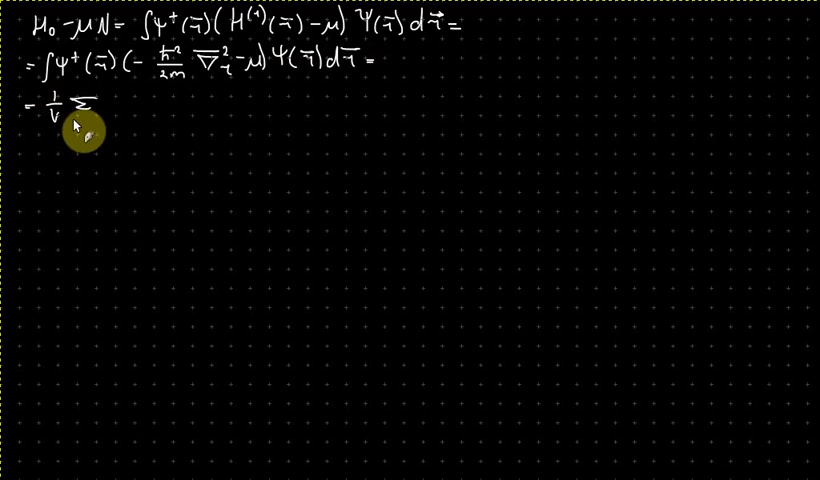 H₀ - μN = ∫ψ⁺(r̄)(H⁽¹⁾(r̄) - μ)Ψ(r̄)dr⃗ =
= ∫ψ⁺(r̄)(- ħ²/2m ∇²_r - μ)Ψ(r̄)dr̄ =
= 1/V Σ